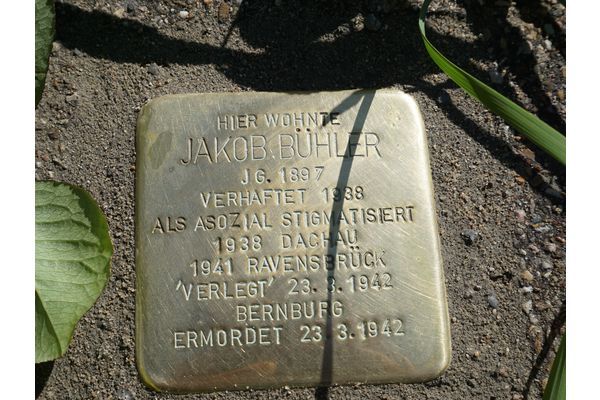 HIER WOHNTE
JAKOB BÜHLER
JG. 1897
VERHAFTET 1938
ALS ASOZIAL STIGMATISIERT
1938 DACHAU
1941 RAVENSBRÜCK
'VERLEGT' 23.3.1942
BERNBURG
ERMORDET 23.3.1942